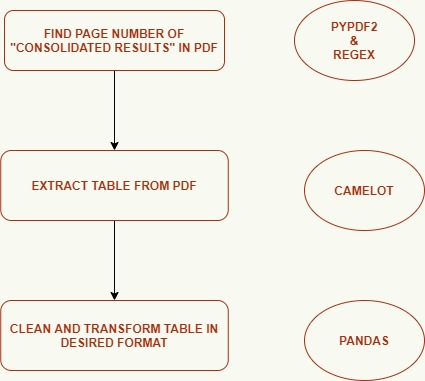 FIND PAGE NUMBER OF
"CONSOLIDATED RESULTS" IN PDF
PYPDF2
&
REGEX
EXTRACT TABLE FROM PDF
CAMELOT
CLEAN AND TRANSFORM TABLE IN
DESIRED FORMAT
PANDAS